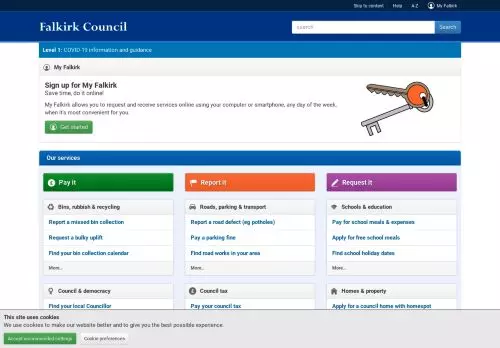 Skip to content Help A-Z My Falkirk
Falkirk Council
search Search
Level 1: COVID-19 information and guidance
My Falkirk
Sign up for My Falkirk
Save time, do it online!
My Falkirk allows you to request and receive services online using your computer or smartphone, any day of the week,
when it's most convenient for you.
Get started
Our services
Pay it
Report it
Request it
Bins, rubbish & recycling
Report a missed bin collection
Request a bulky uplift
Find your bin collection calendar
More...
Roads, parking & transport
Report a road defect (eg potholes)
Pay a parking fine
Find road works in your area
More...
Schools & education
Pay for school meals & expenses
Apply for free school meals
Find school holiday dates
More...
Council & democracy
Find your local Councillor
Council tax
Pay your council tax
Homes & property
Apply for a council home with homespot
This site uses cookies
We use cookies to make our website better and to give you the best possible experience.
Accept recommended settings Cookie preferences